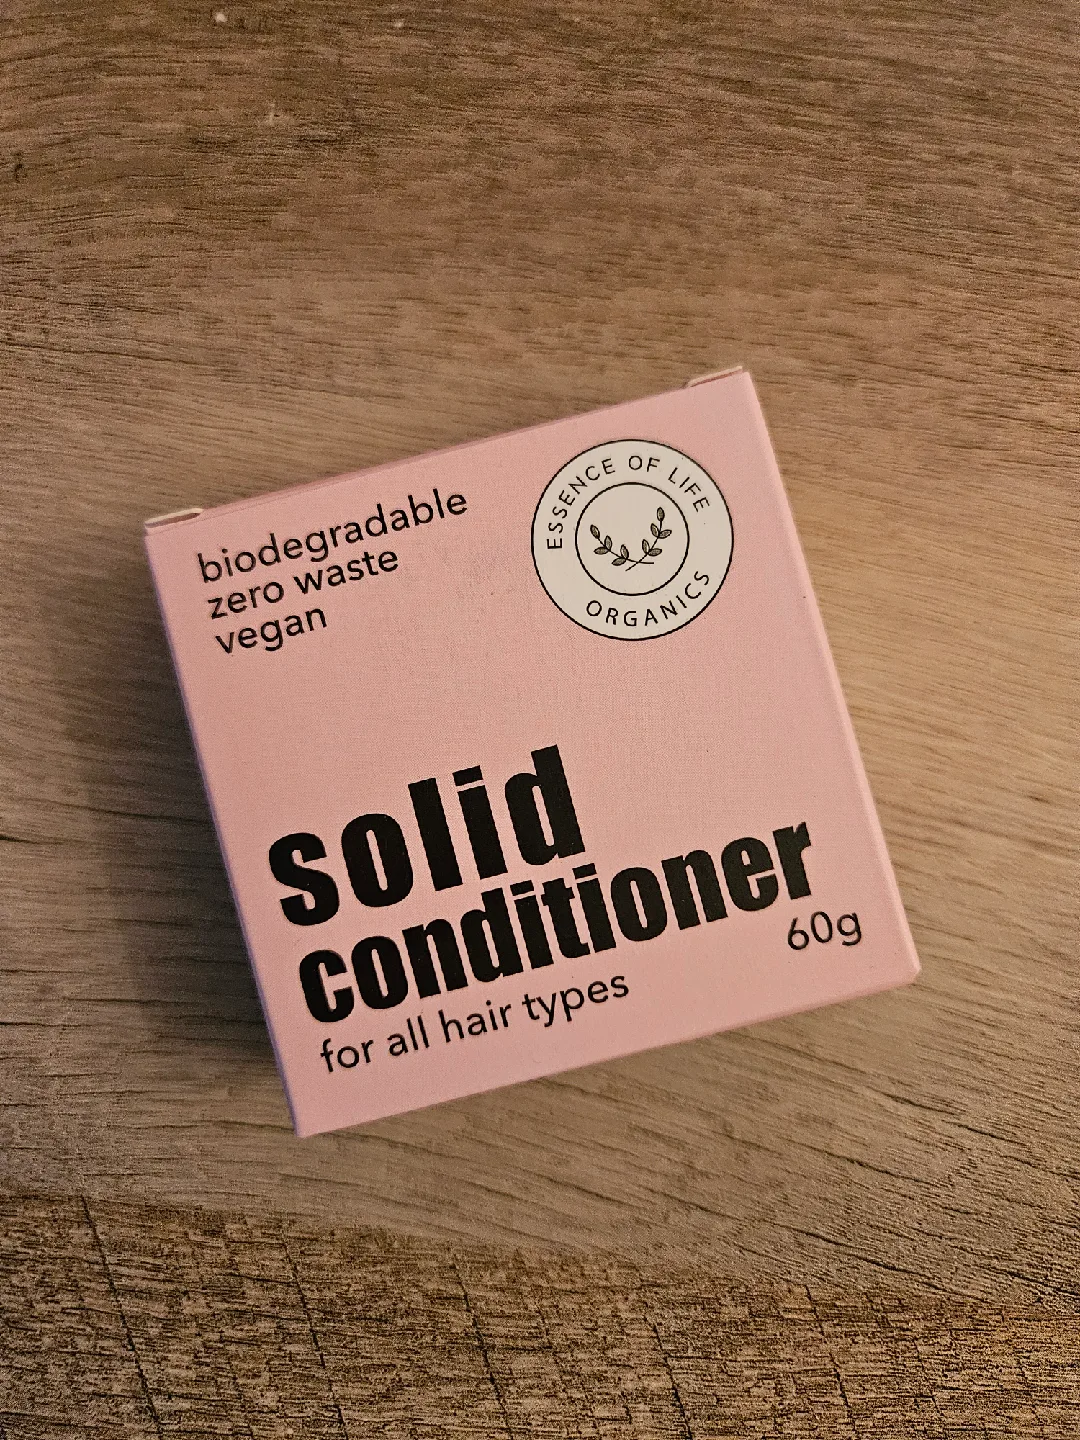 biodegradable
zero waste
vegan
ESSENCE OF LIFE
ORGANICS
solid
conditioner
60g
for all hair types